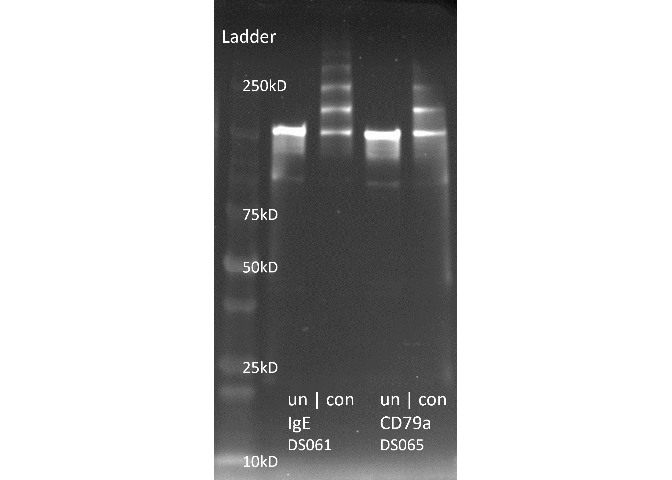 Ladder
250kD
75kD
50kD
25kD
un | con un | con
IgE CD79a
DS061 DS065
10kD